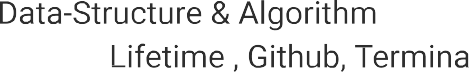 Data-Structure & Algorithm
Lifetime , Github, Termina